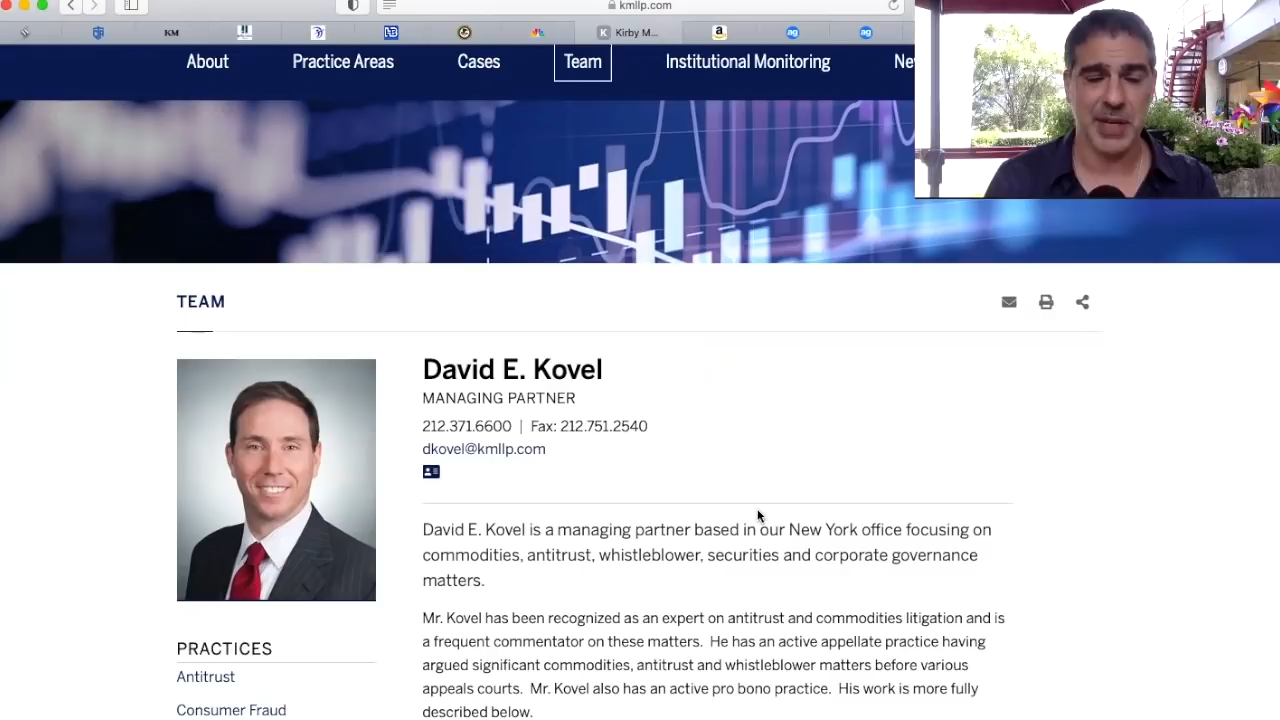 kmllp.com
KM
K
Kirby M...
a
ag
ag
About
Practice Areas
Cases
Team
Institutional Monitoring
TEAM
David E. Kovel
MANAGING PARTNER
212.371.6600 | Fax: 212.751.2540
dkovel@kmllp.com
David E. Kovel is a managing partner based in our New York office focusing on
commodities, antitrust, whistleblower, securities and corporate governance
matters.
Mr. Kovel has been recognized as an expert on antitrust and commodities litigation and is
a frequent commentator on these matters. He has an active appellate practice having
argued significant commodities, antitrust and whistleblower matters before various
appeals courts. Mr. Kovel also has an active pro bono practice. His work is more fully
described below.
PRACTICES
Antitrust
Consumer Fraud